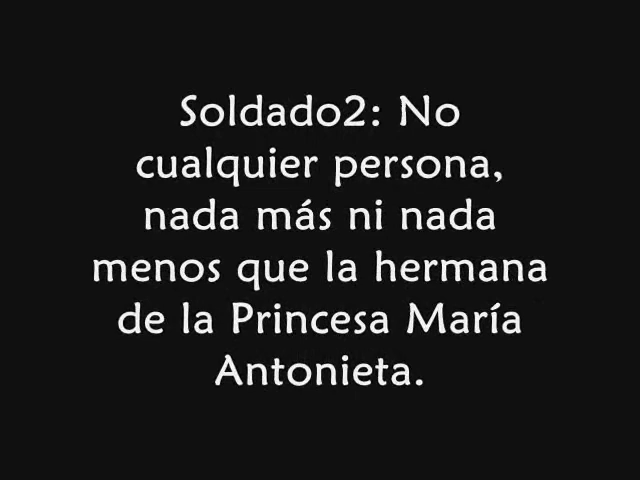 Soldado2: No
cualquier persona,
nada más ni nada
menos que la hermana
de la Princesa María
Antonieta.